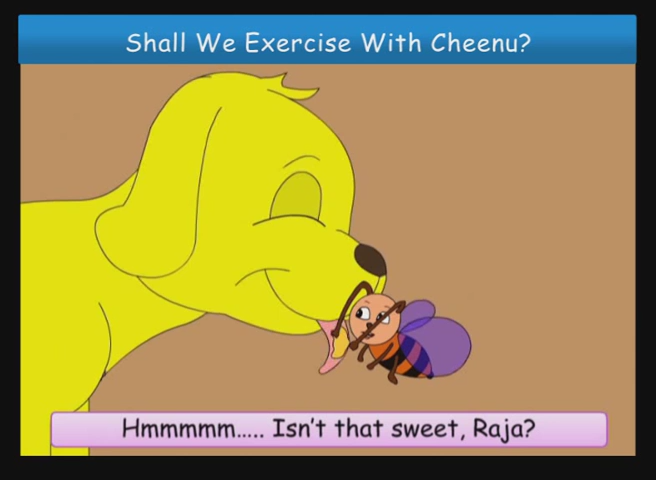 Shall We Exercise With Cheenu?
Hmmmmm..... Isn't that sweet, Raja?